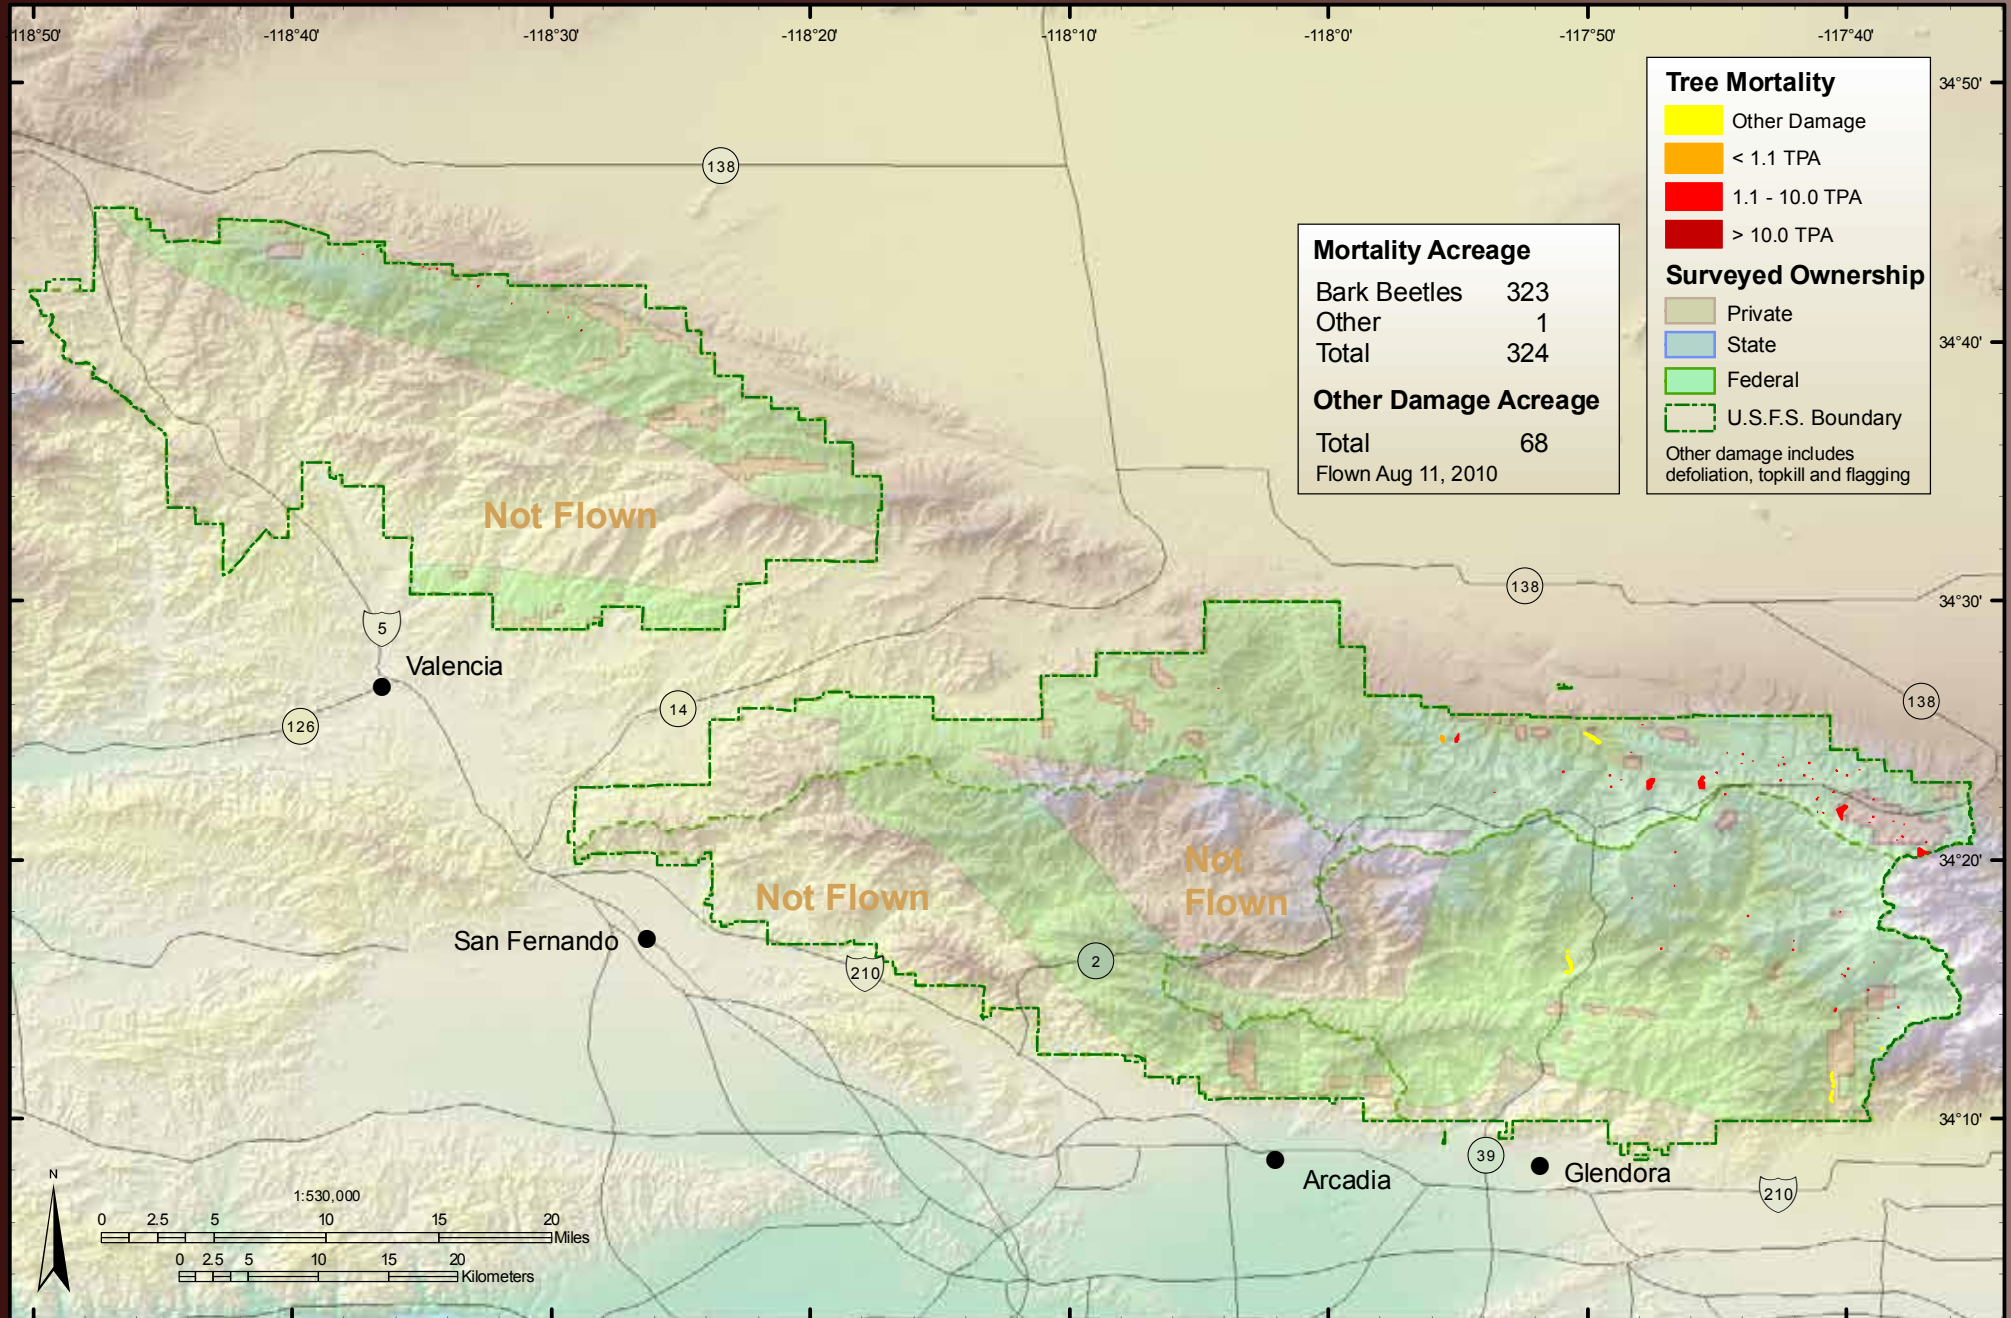 -118°50'
-118°40'
-118°30'
-118°20'
-118°10'
-118°0'
-117°50'
-117°40'
34°50'
34°40'
34°30'
34°20'
34°10'
Tree Mortality
Other Damage
< 1.1 TPA
1.1 - 10.0 TPA
> 10.0 TPA
Surveyed Ownership
Private
State
Federal
U.S.F.S. Boundary
Other damage includes
defoliation, topkill and flagging
Mortality Acreage
Bark Beetles 323
Other 1
Total 324
Other Damage Acreage
Total 68
Flown Aug 11, 2010
138
Not Flown
138
5
Valencia
126
14
138
Not
Flown
Not Flown
San Fernando
210
2
39
Arcadia
Glendora
210
N
1:530,000
0 2.5 5 10 15 20
Miles
0 2.5 5 10 15 20
Kilometers